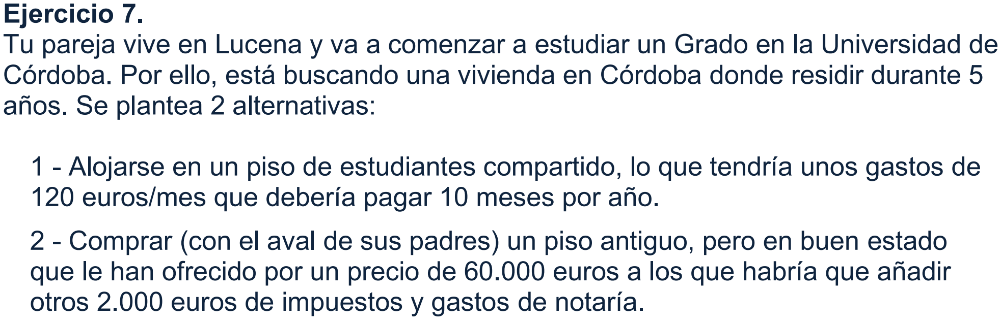 Ejercicio 7.
Tu pareja vive en Lucena y va a comenzar a estudiar un Grado en la Universidad de
Córdoba. Por ello, está buscando una vivienda en Córdoba donde residir durante 5
años. Se plantea 2 alternativas:
1 - Alojarse en un piso de estudiantes compartido, lo que tendría unos gastos de
120 euros/mes que debería pagar 10 meses por año.
2 - Comprar (con el aval de sus padres) un piso antiguo, pero en buen estado
que le han ofrecido por un precio de 60.000 euros a los que habría que añadir
otros 2.000 euros de impuestos y gastos de notaría.